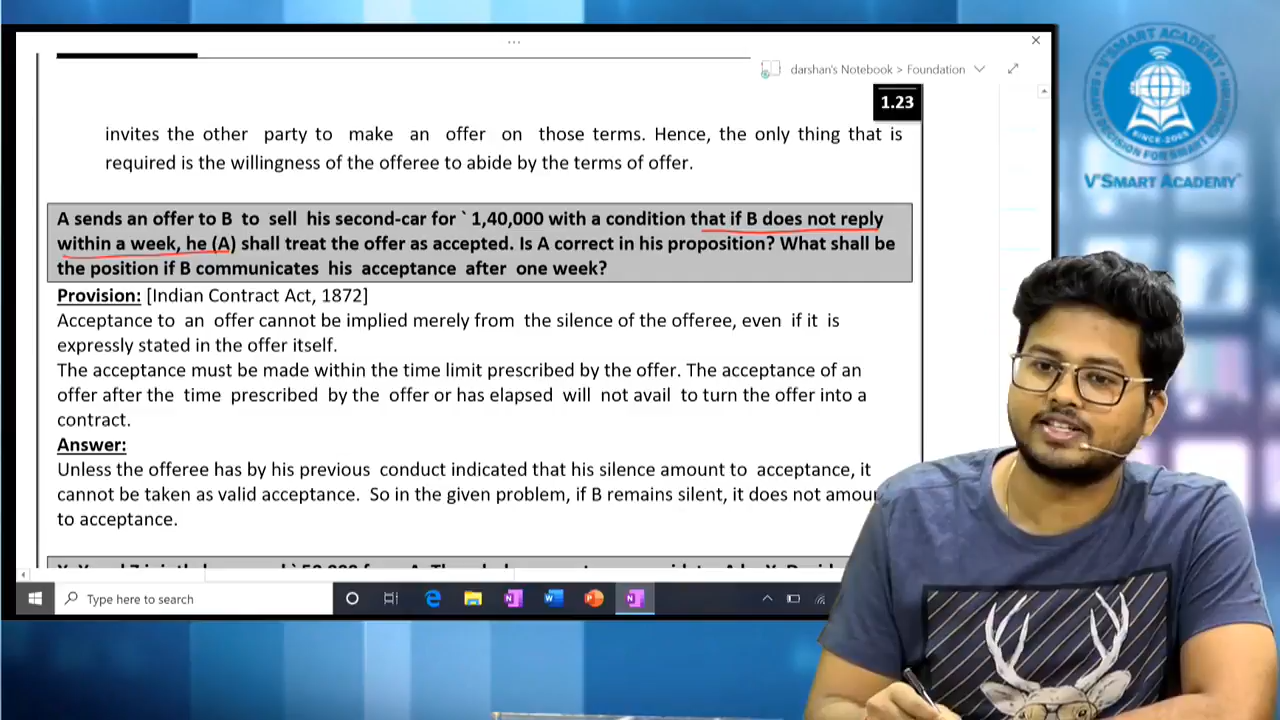 darshan's Notebook > Foundation
1.23
invites the other party to make an offer on those terms. Hence, the only thing that is
required is the willingness of the offeree to abide by the terms of offer.
A sends an offer to B to sell his second-car for ` 1,40,000 with a condition that if B does not reply
within a week, he (A) shall treat the offer as accepted. Is A correct in his proposition? What shall be
the position if B communicates his acceptance after one week?
Provision: [Indian Contract Act, 1872]
Acceptance to an offer cannot be implied merely from the silence of the offeree, even if it is
expressly stated in the offer itself.
The acceptance must be made within the time limit prescribed by the offer. The acceptance of an
offer after the time prescribed by the offer or has elapsed will not avail to turn the offer into a
contract.
Answer:
Unless the offeree has by his previous conduct indicated that his silence amount to acceptance, it
cannot be taken as valid acceptance. So in the given problem, if B remains silent, it does not amou
to acceptance.
Type here to search
V'SMART ACADEMY
SINCE-2003
V'SMART ACADEMY